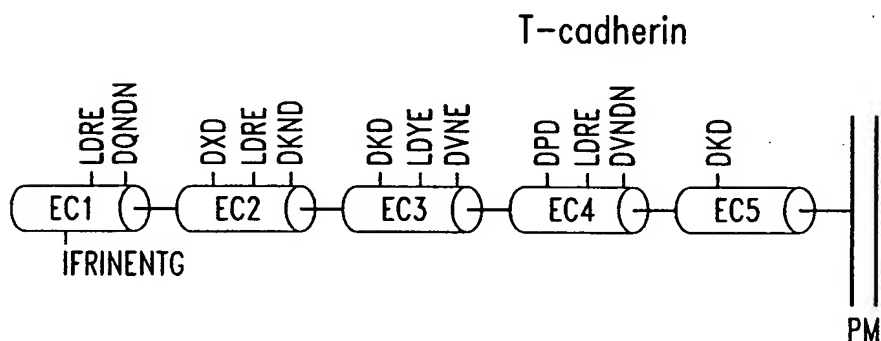 T-cadherin
LDRE DQNDN DXD LDRE DKND DKD LDYE DVNE DPD LDRE DVNDN DKD
EC1 EC2 EC3 EC4 EC5
IFRINENTG
PM